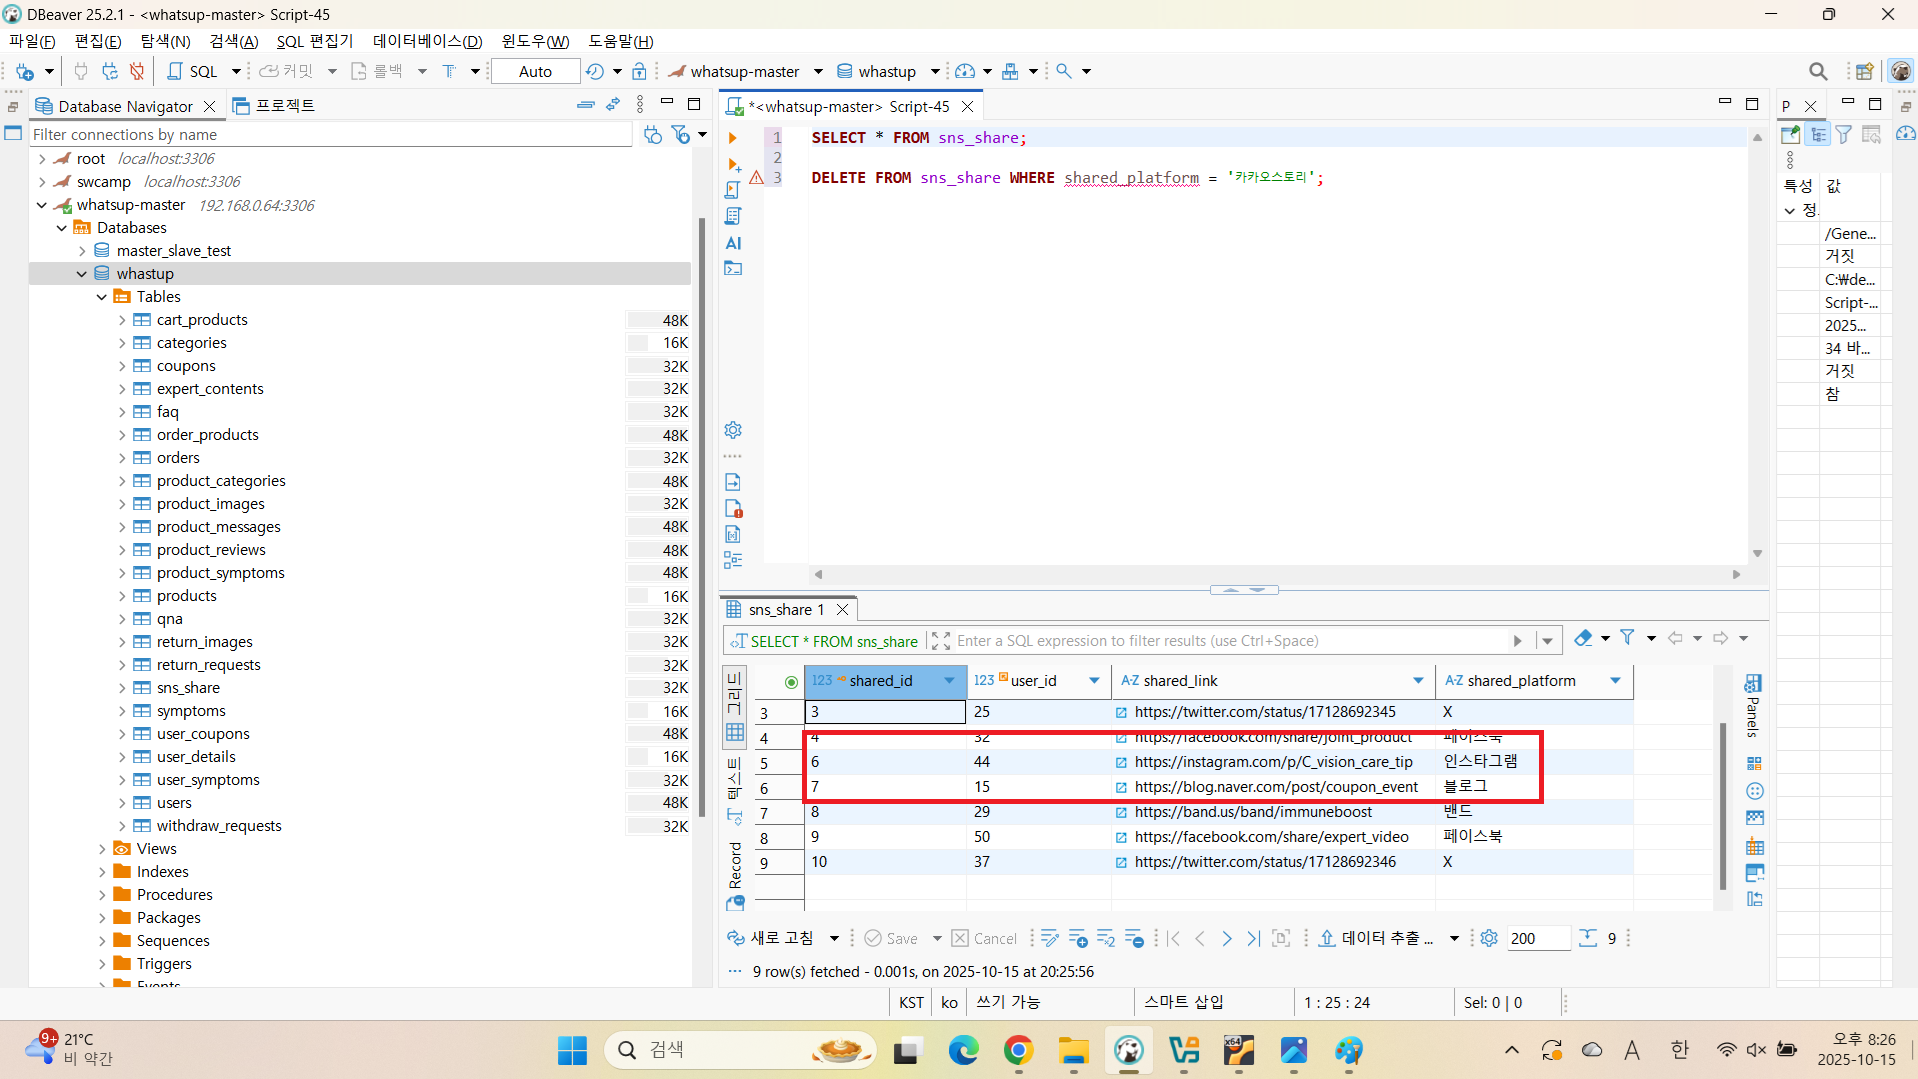 DBeaver 25.2.1 - <whatsup-master> Script-45
파일(F) 편집(E) 탐색(N) 검색(A) SQL 편집기 데이터베이스(D) 윈도우(W) 도움말(H)
SQL 커밋 롤백 T Auto whatsup-master whastup
Database Navigator 프로젝트
Filter connections by name
root localhost:3306
swcamp localhost:3306
whatsup-master 192.168.0.64:3306
Databases
master_slave_test
whastup
Tables
cart_products 48K
categories 16K
coupons 32K
expert_contents 32K
faq 32K
order_products 48K
orders 32K
product_categories 48K
product_images 32K
product_messages 48K
product_reviews 48K
product_symptoms 48K
products 16K
qna 32K
return_images 32K
return_requests 32K
sns_share 32K
symptoms 16K
user_coupons 48K
user_details 16K
user_symptoms 32K
users 48K
withdraw_requests 32K
Views
Indexes
Procedures
Packages
Sequences
Triggers
Events
*<whatsup-master> Script-45
1 SELECT * FROM sns_share;
2
3 DELETE FROM sns_share WHERE shared_platform = '카카오스토리';
AI
sns_share 1
SELECT * FROM sns_share Enter a SQL expression to filter results (use Ctrl+Space)
그리드
텍스트
Record
123 shared_id 123 user_id A-Z shared_link A-Z shared_platform
3 3 25 https://twitter.com/status/17128692345 X
4 4 32 https://facebook.com/share/joint_product 페이스북
5 6 44 https://instagram.com/p/C_vision_care_tip 인스타그램
6 7 15 https://blog.naver.com/post/coupon_event 블로그
7 8 29 https://band.us/band/immuneboost 밴드
8 9 50 https://facebook.com/share/expert_video 페이스북
9 10 37 https://twitter.com/status/17128692346 X
Panels
새로 고침 Save Cancel 데이터 추출 ... 200 9
9 row(s) fetched - 0.001s, on 2025-10-15 at 20:25:56
P
특성 값
정.
/Gene...
거짓
C:₩de...
Script-...
2025...
34 바...
거짓
참
KST ko 쓰기 가능 스마트 삽입 1 : 25 : 24 Sel: 0 | 0
9+ 21°C
비 약간
검색
x64
A 한
오후 8:26
2025-10-15